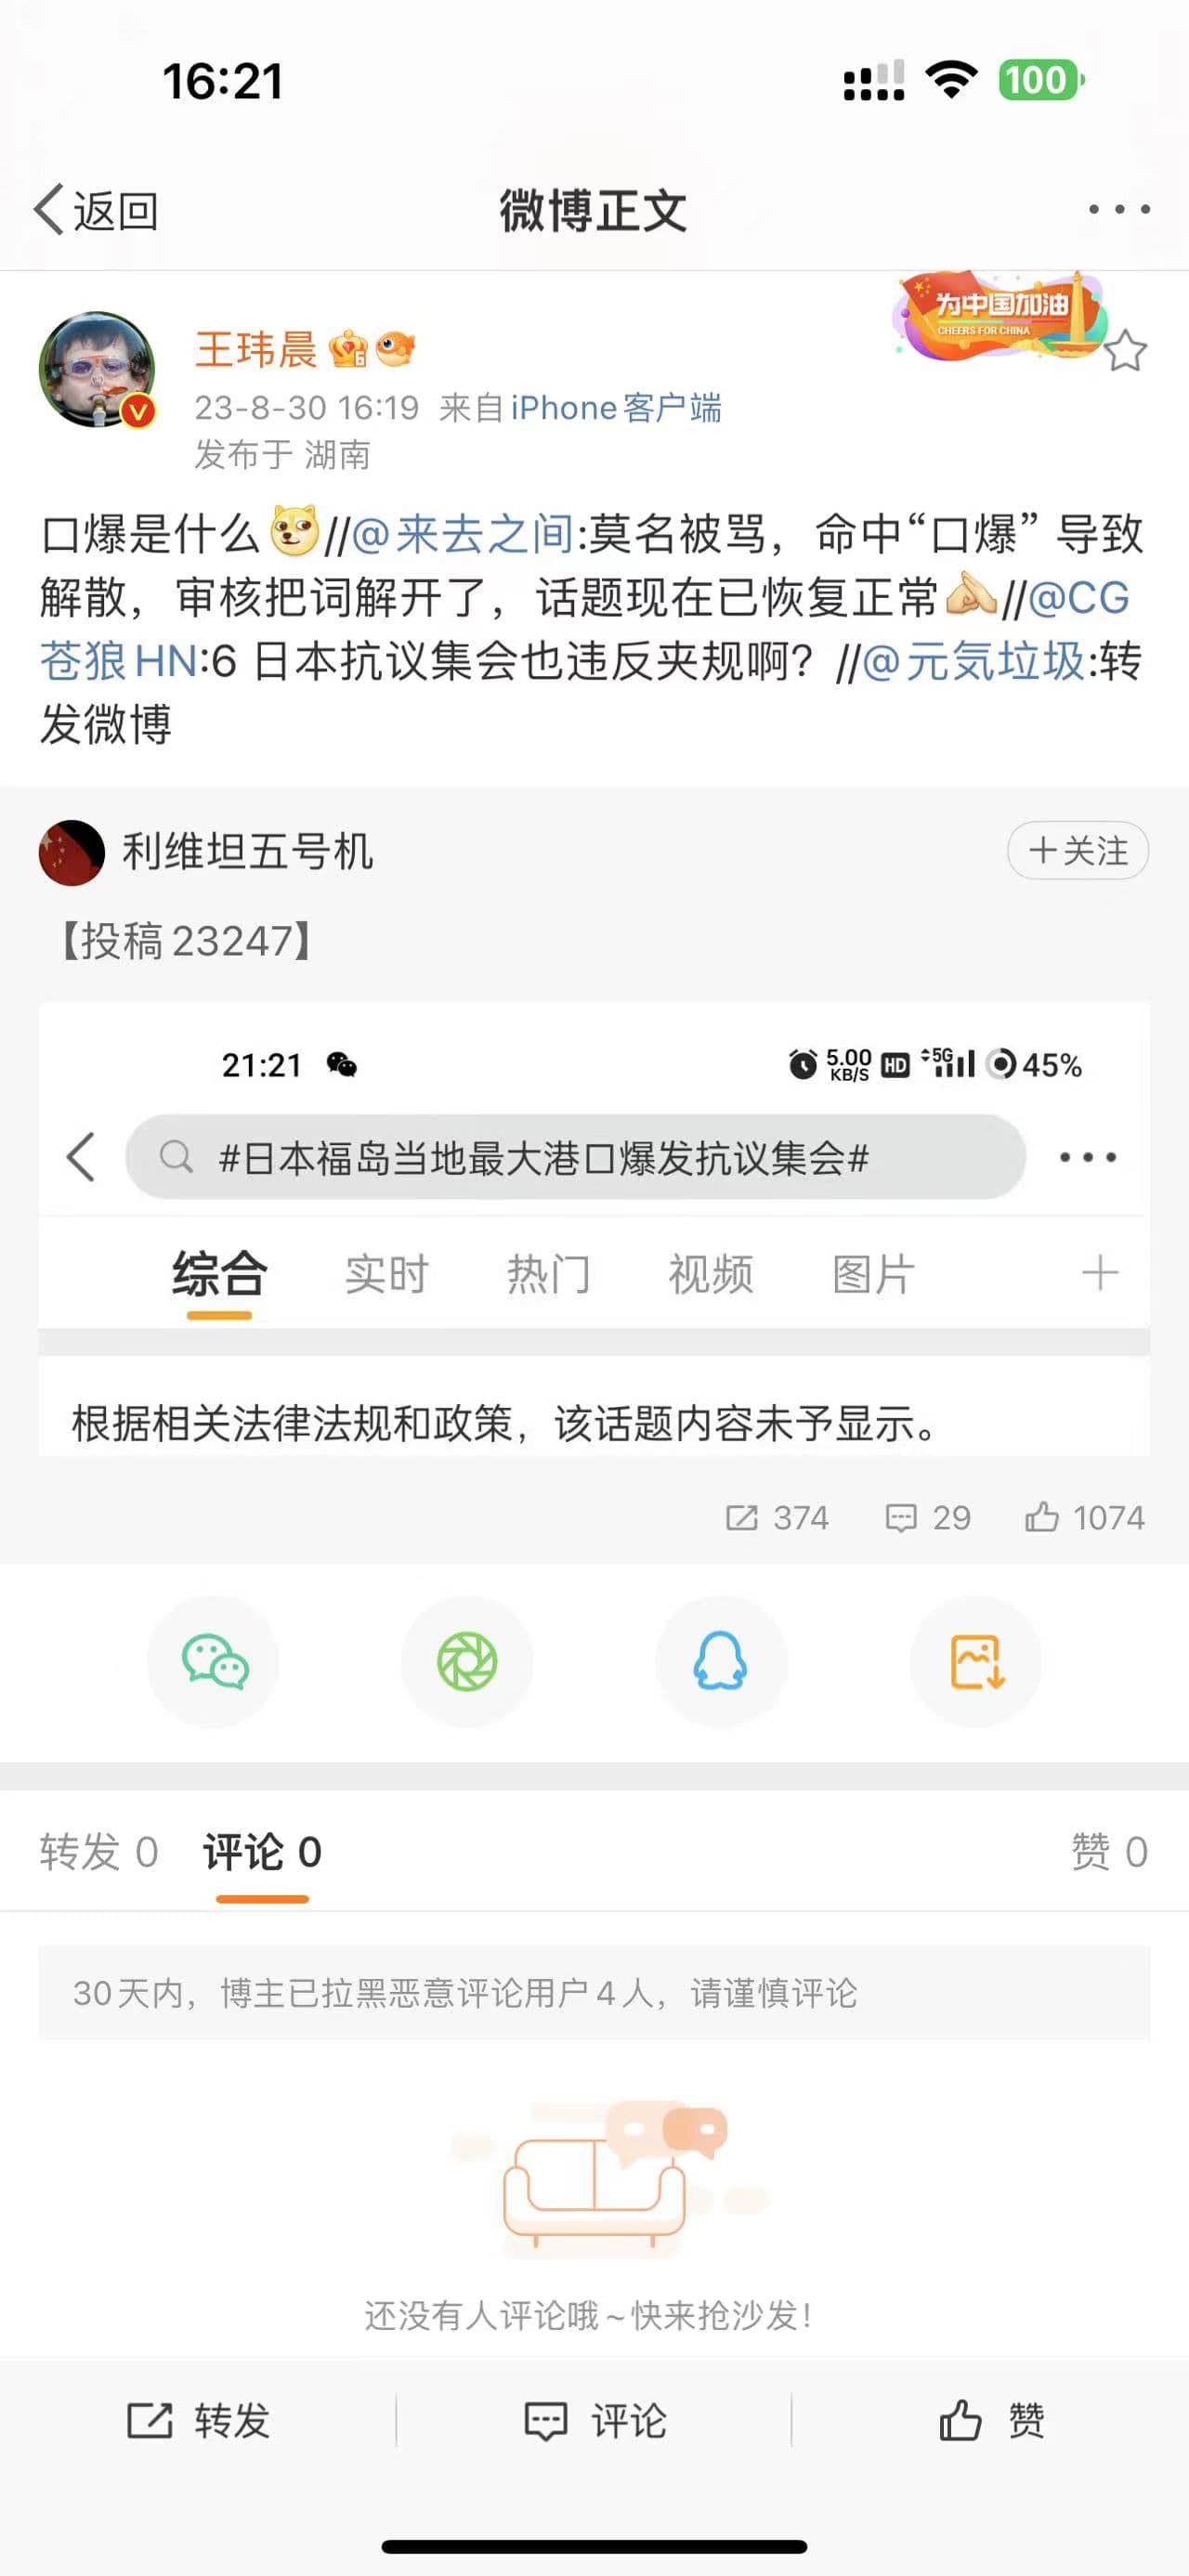 16:21
100
返回
微博正文
为中国加油
CHEERS FOR CHINA
王玮晨
6
23-8-30 16:19 来自 iPhone客户端
发布于 湖南
口爆是什么//@来去之间:莫名被骂，命中“口爆” 导致
解散，审核把词解开了，话题现在已恢复正常//@CG
苍狼HN:6 日本抗议集会也违反夹规啊？//@元気垃圾:转
发微博
利维坦五号机
+关注
【投稿23247】
21:21
5.00 KB/S HD 5G 45%
#日本福岛当地最大港口爆发抗议集会#
综合 实时 热门 视频 图片 +
根据相关法律法规和政策，该话题内容未予显示。
374 29 1074
转发 0 评论 0 赞 0
30天内，博主已拉黑恶意评论用户4人，请谨慎评论
还没有人评论哦~快来抢沙发！
转发 评论 赞